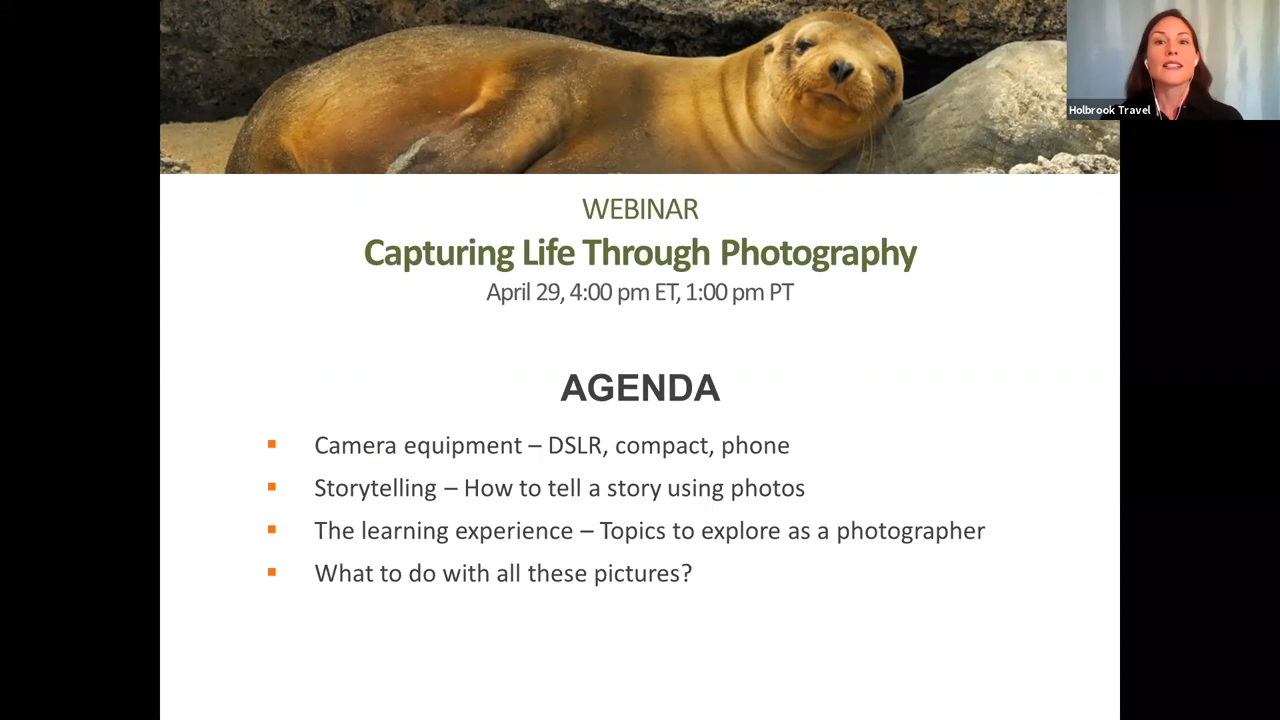 Holbrook Travel
WEBINAR
Capturing Life Through Photography
April 29, 4:00 pm ET, 1:00 pm PT
AGENDA
▪ Camera equipment – DSLR, compact, phone
▪ Storytelling – How to tell a story using photos
▪ The learning experience – Topics to explore as a photographer
▪ What to do with all these pictures?